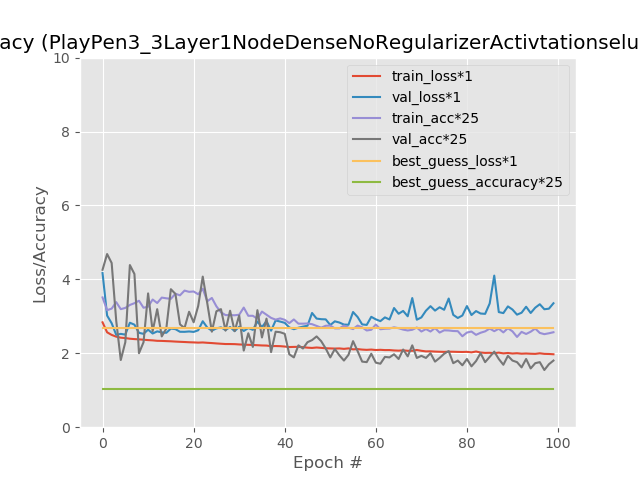 acy (PlayPen3_3Layer1NodeDenseNoRegularizerActivtationselu
10
8
6
4
2
0
Loss/Accuracy
train_loss*1
val_loss*1
train_acc*25
val_acc*25
best_guess_loss*1
best_guess_accuracy*25
0 20 40 60 80 100
Epoch #